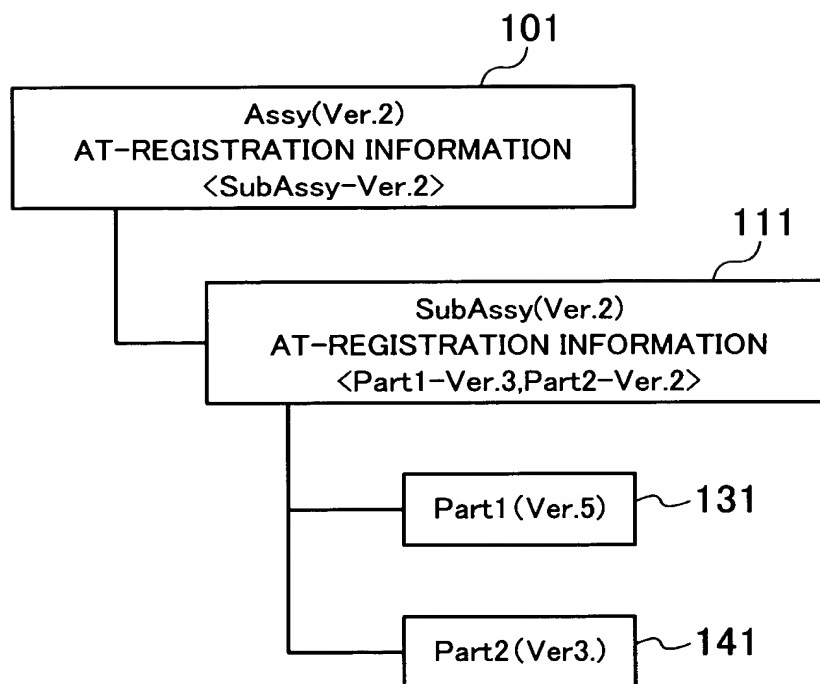 101
Assy(Ver.2)
AT-REGISTRATION INFORMATION
<SubAssy-Ver.2>
111
SubAssy(Ver.2)
AT-REGISTRATION INFORMATION
<Part1-Ver.3,Part2-Ver.2>
Part1(Ver.5) 131
Part2(Ver3.) 141